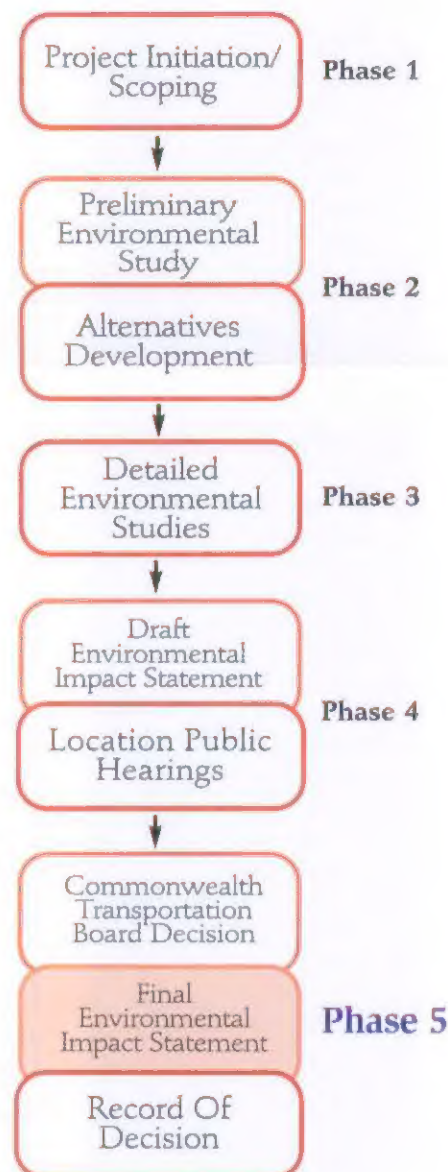 Project Initiation/
Scoping
Phase 1
Preliminary
Environmental
Study
Alternatives
Development
Phase 2
Detailed
Environmental
Studies
Phase 3
Draft
Environmental
Impact Statement
Location Public
Hearings
Phase 4
Commonwealth
Transportation
Board Decision
Final
Environmental
Impact Statement
Record Of
Decision
Phase 5